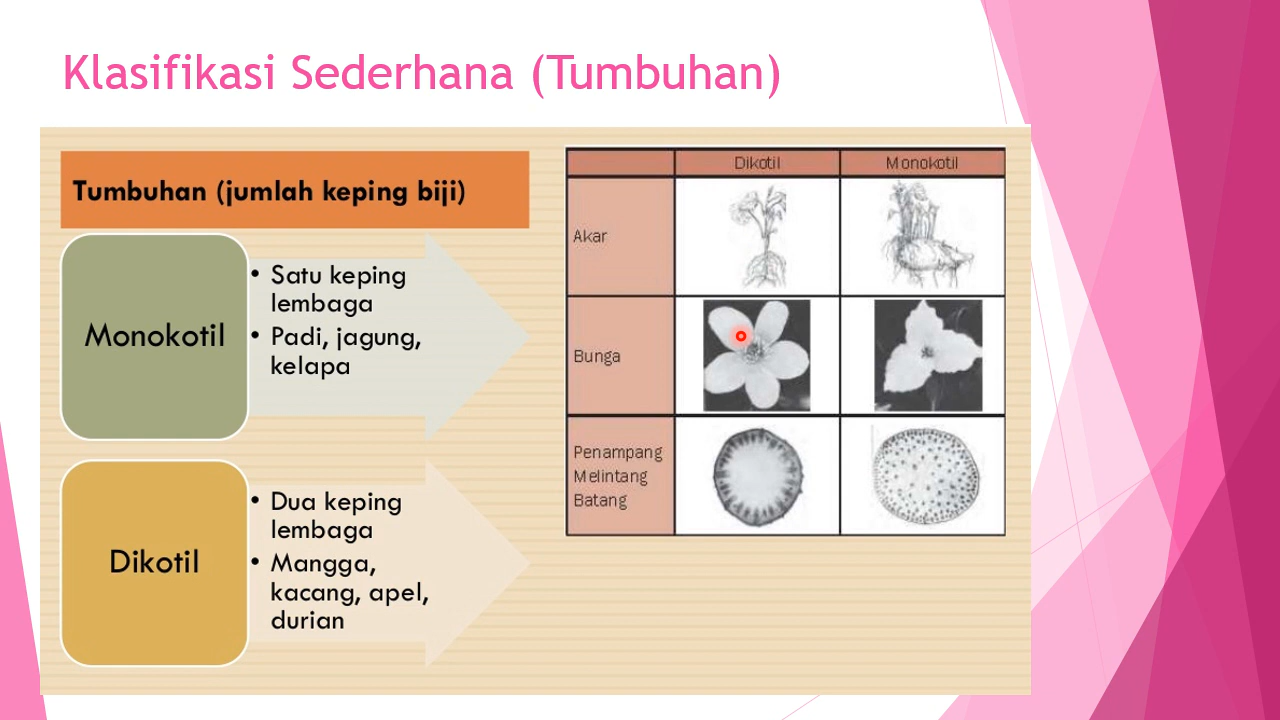 Klasifikasi Sederhana (Tumbuhan)
Tumbuhan (jumlah keping biji)
Monokotil
• Satu keping
lembaga
• Padi, jagung,
kelapa
Dikotil
• Dua keping
lembaga
• Mangga,
kacang, apel,
durian
Dikotil Monokotil
Akar
Bunga
Penampang
Melintang
Batang